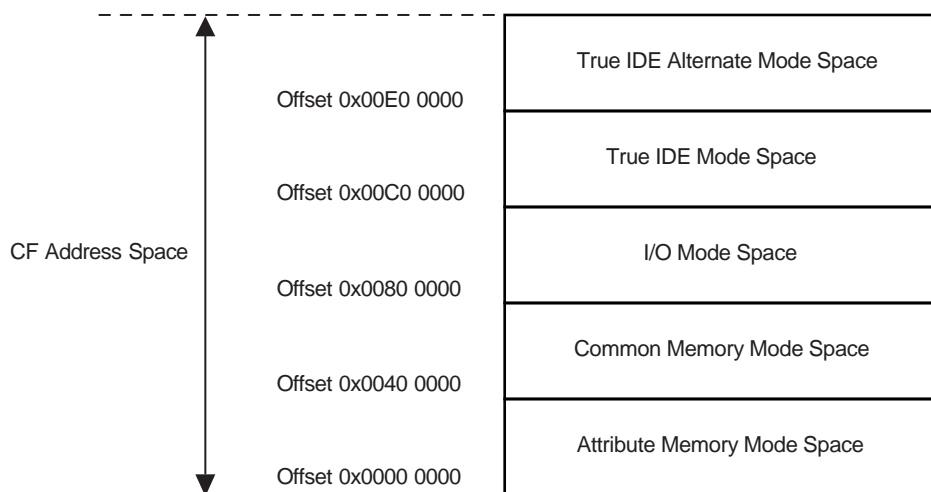 True IDE Alternate Mode Space
Offset 0x00E0 0000
True IDE Mode Space
Offset 0x00C0 0000
CF Address Space
I/O Mode Space
Offset 0x0080 0000
Common Memory Mode Space
Offset 0x0040 0000
Attribute Memory Mode Space
Offset 0x0000 0000